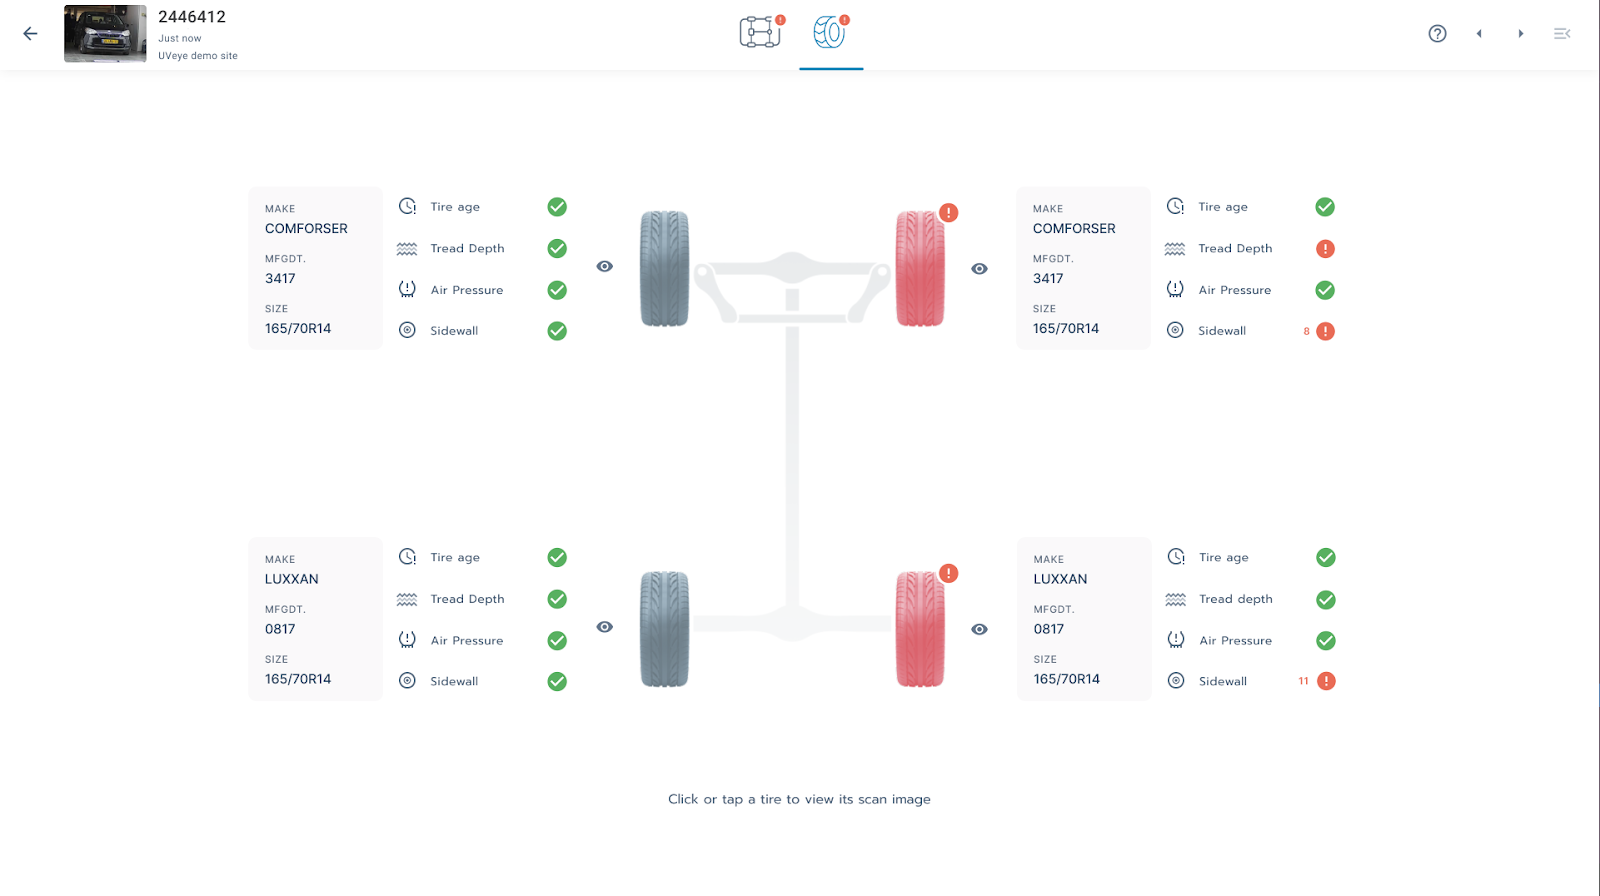 2446412
Just now
UVeye demo site
MAKE
COMFORSER
MFGDT.
3417
SIZE
165/70R14
Tire age
Tread Depth
Air Pressure
Sidewall
MAKE
COMFORSER
MFGDT.
3417
SIZE
165/70R14
Tire age
Tread Depth
Air Pressure
Sidewall 8
MAKE
LUXXAN
MFGDT.
0817
SIZE
165/70R14
Tire age
Tread Depth
Air Pressure
Sidewall
MAKE
LUXXAN
MFGDT.
0817
SIZE
165/70R14
Tire age
Tread depth
Air Pressure
Sidewall 11
Click or tap a tire to view its scan image